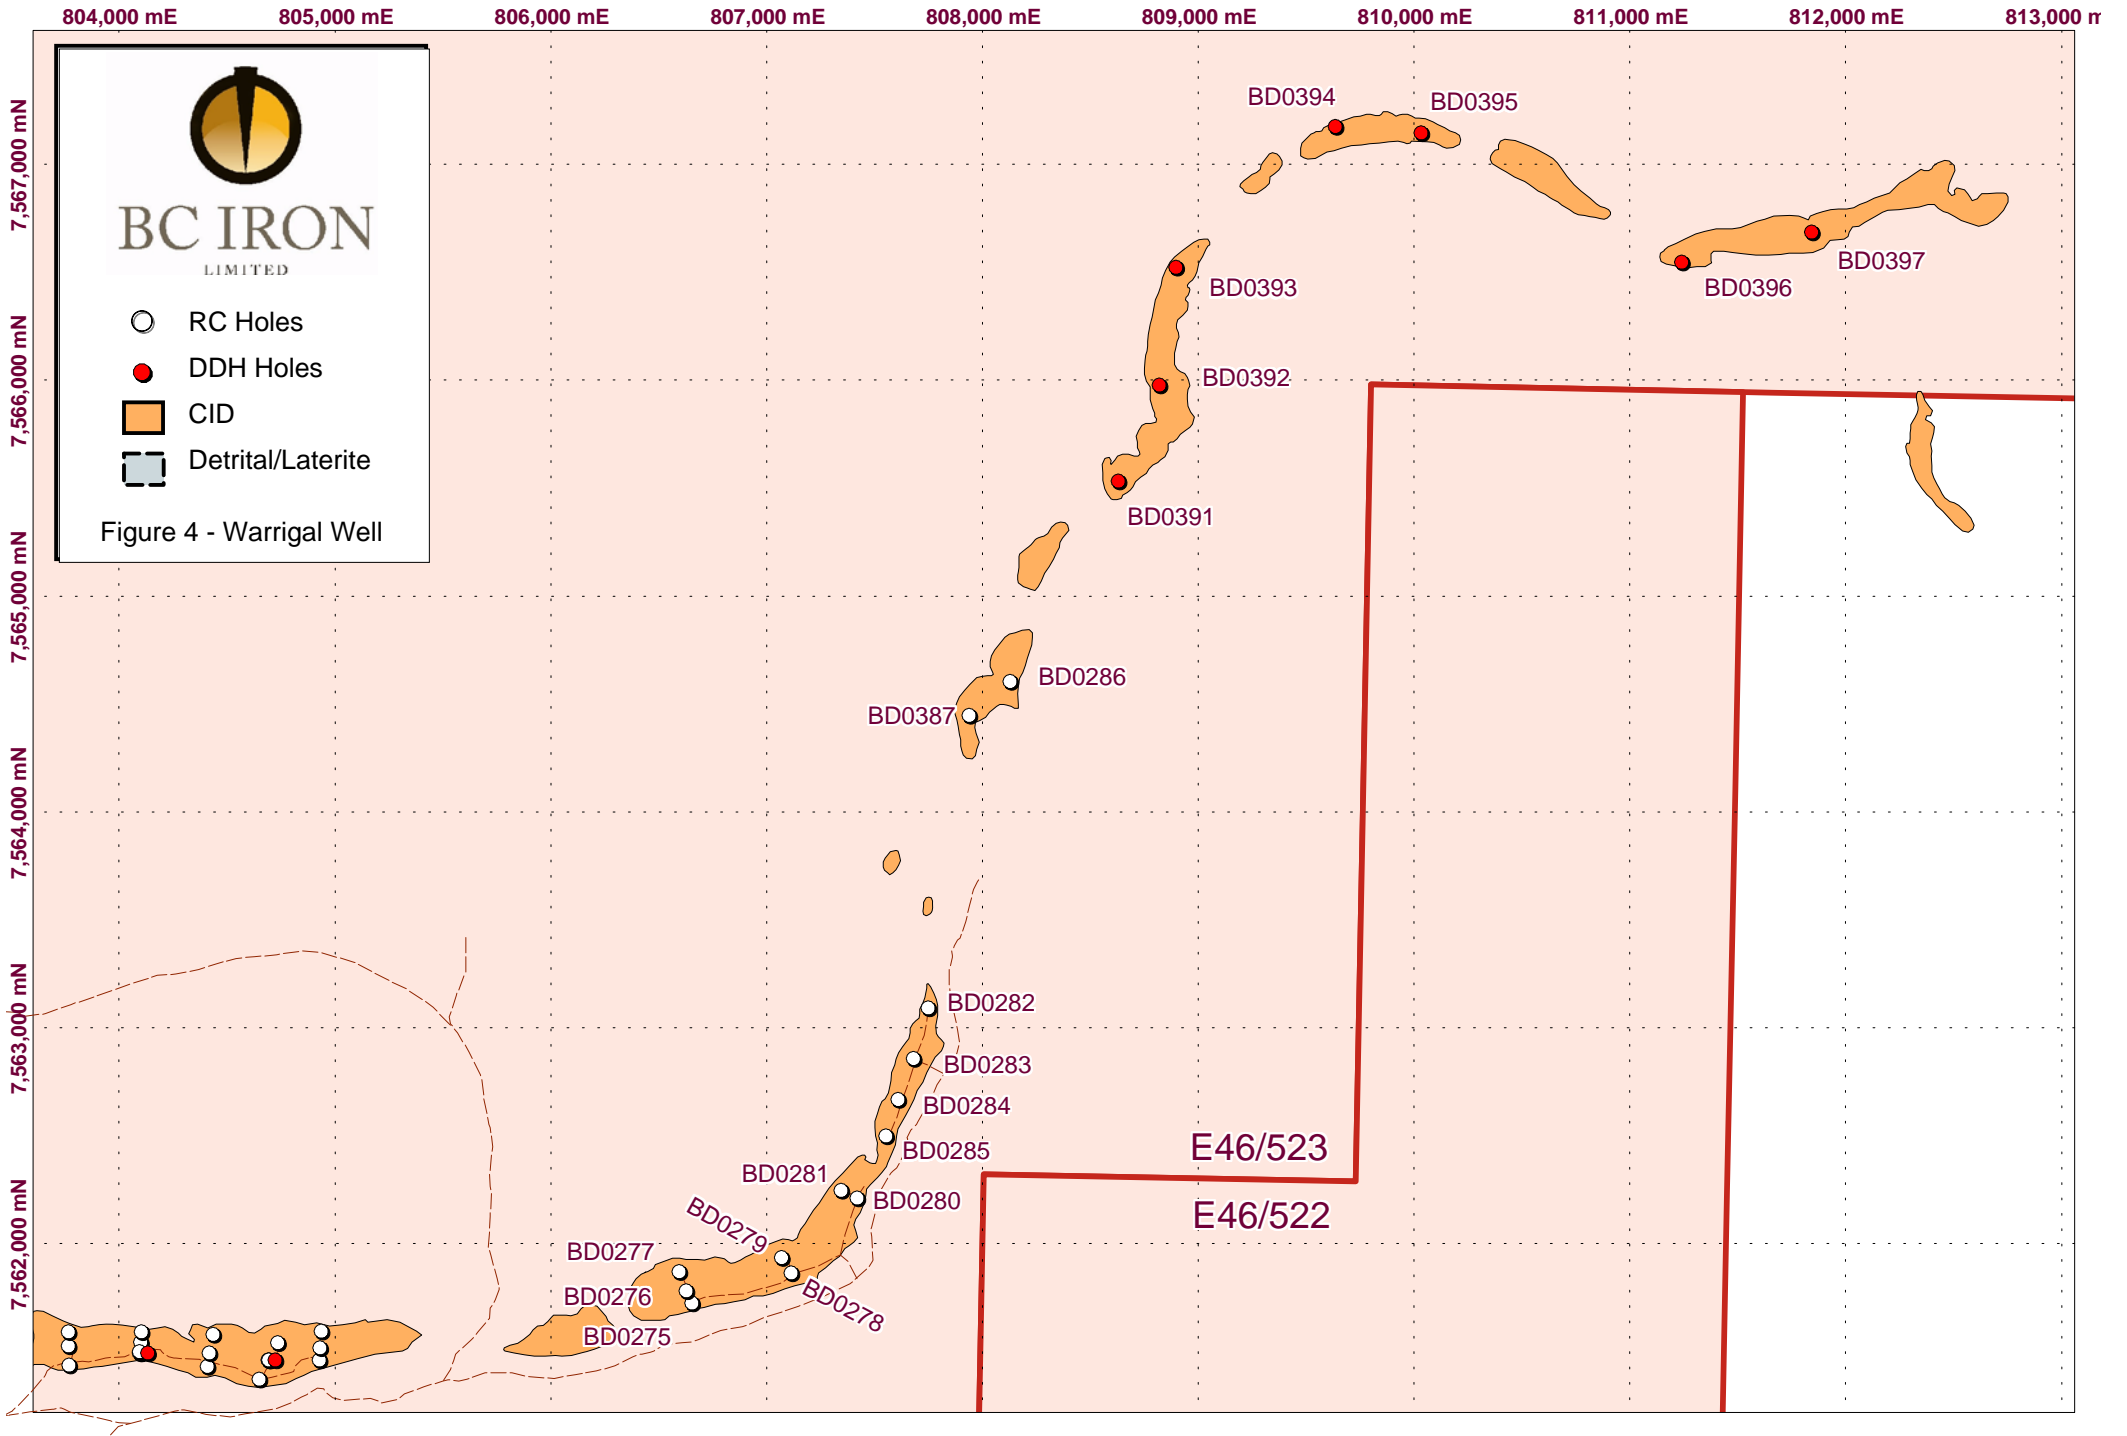 804,000 mE
805,000 mE
806,000 mE
807,000 mE
808,000 mE
809,000 mE
810,000 mE
811,000 mE
812,000 mE
813,000 m
7,567,000 mN
7,566,000 mN
7,565,000 mN
7,564,000 mN
7,563,000 mN
7,562,000 mN
BC IRON
LIMITED
RC Holes
DDH Holes
CID
Detrital/Laterite
Figure 4 - Warrigal Well
BD0394
BD0395
BD0393
BD0397
BD0396
BD0392
BD0391
BD0286
BD0387
BD0282
BD0283
BD0284
BD0285
BD0281
BD0280
BD0279
BD0277
BD0276
BD0278
BD0275
E46/523
E46/522